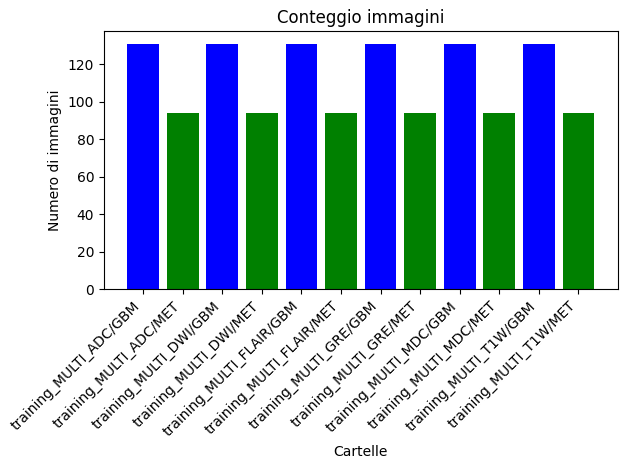 Conteggio immagini
Numero di immagini
120
100
80
60
40
20
0
training_MULTI_ADC/GBM
training_MULTI_ADC/MET
training_MULTI_DWI/GBM
training_MULTI_DWI/MET
training_MULTI_FLAIR/GBM
training_MULTI_FLAIR/MET
training_MULTI_GRE/GBM
training_MULTI_GRE/MET
training_MULTI_MDC/GBM
training_MULTI_MDC/MET
training_MULTI_T1W/GBM
training_MULTI_T1W/MET
Cartelle